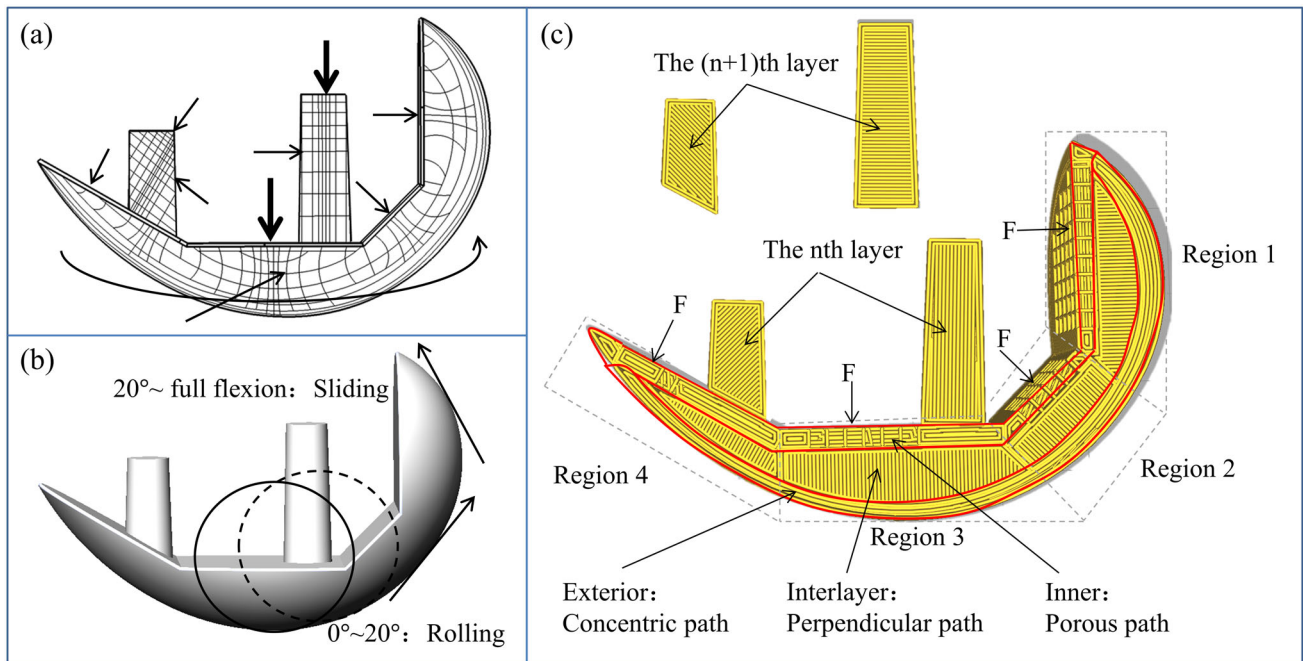 (a)
(b)
20°~ full flexion：Sliding
0°~20°：Rolling
(c)
The (n+1)th layer
The nth layer
F
F
F
F
Region 1
Region 2
Region 3
Region 4
Exterior：
Concentric path
Interlayer：
Perpendicular path
Inner：
Porous path